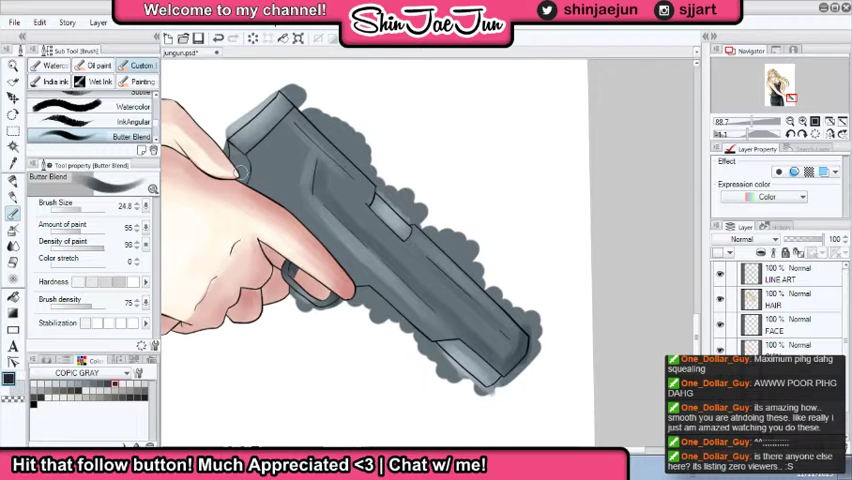 Welcome to my channel!
ShinJaeJun
shinjaejun
sjjart
File
Edit
Story
Layer
jungun.psd*
Sub Tool [Brush]
Oil paint
Custom
India ink
Wet Ink
Painting
Watercolor
InkAngular
Butter Blend
Tool property [Butter Blend]
Butter Blend
Brush Size
24.8
Amount of paint
55
Density of paint
98
Color stretch
0
Hardness
Brush density
75
Stabilization
Color
COPIC GRAY
Navigator
88.7
Layer Property
Effect
Expression color
Color
Layer
Normal
100
100 % Normal
LINE ART
100 % Normal
HAIR
100 % Normal
FACE
100 % Normal
One_Dollar_Guy: Maximum pihg dahg
squealing
One_Dollar_Guy: AWWW POOR PIHG
DAHG
One_Dollar_Guy: its amazing how..
smooth you are atndoing these. like really i
just am amazed watching you do these.
One_Dollar_Guy: ^^;;;;;;;;;;
One_Dollar_Guy: is there anyone else
here? its listing zero viewers.. :S
Hit that follow button! Much Appreciated <3 | Chat w/ me!